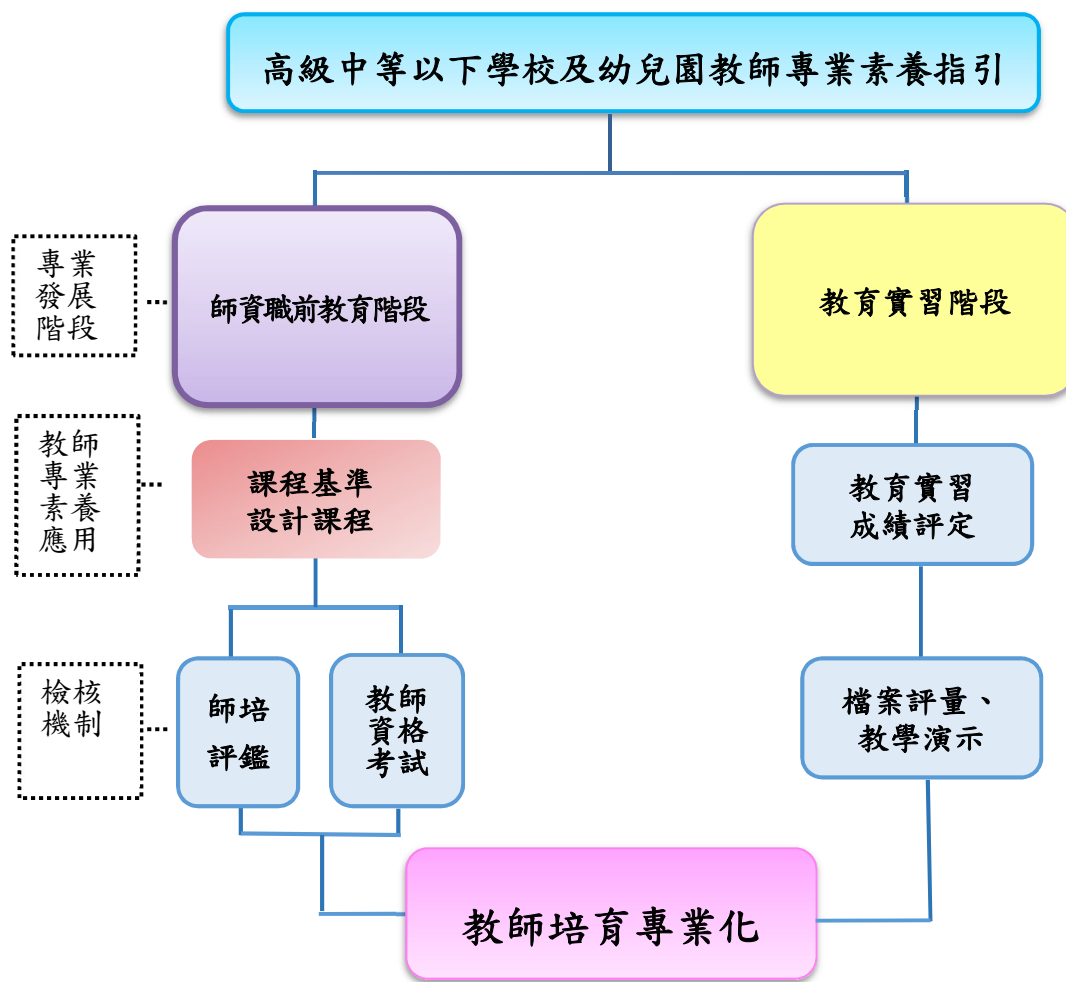 高級中等以下學校及幼兒園教師專業素養指引
專業
發展
階段
師資職前教育階段
教育實習階段
教師
專業
素養
應用
課程基準
設計課程
教育實習
成績評定
檢核
機制
師培
評鑑
教師
資格
考試
檔案評量、
教學演示
教師培育專業化